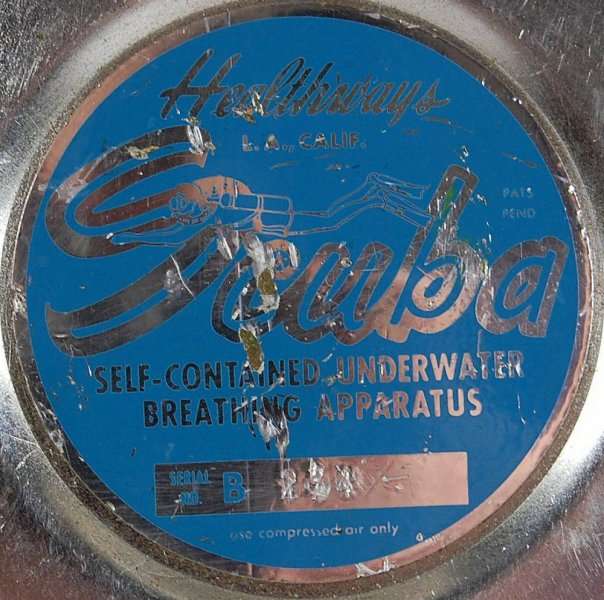 Healthways
L.A., CALIF.
PATS
PEND
Scuba
SELF-CONTAINED UNDERWATER
BREATHING APPARATUS
SERIAL
NO. B
use compressed air only